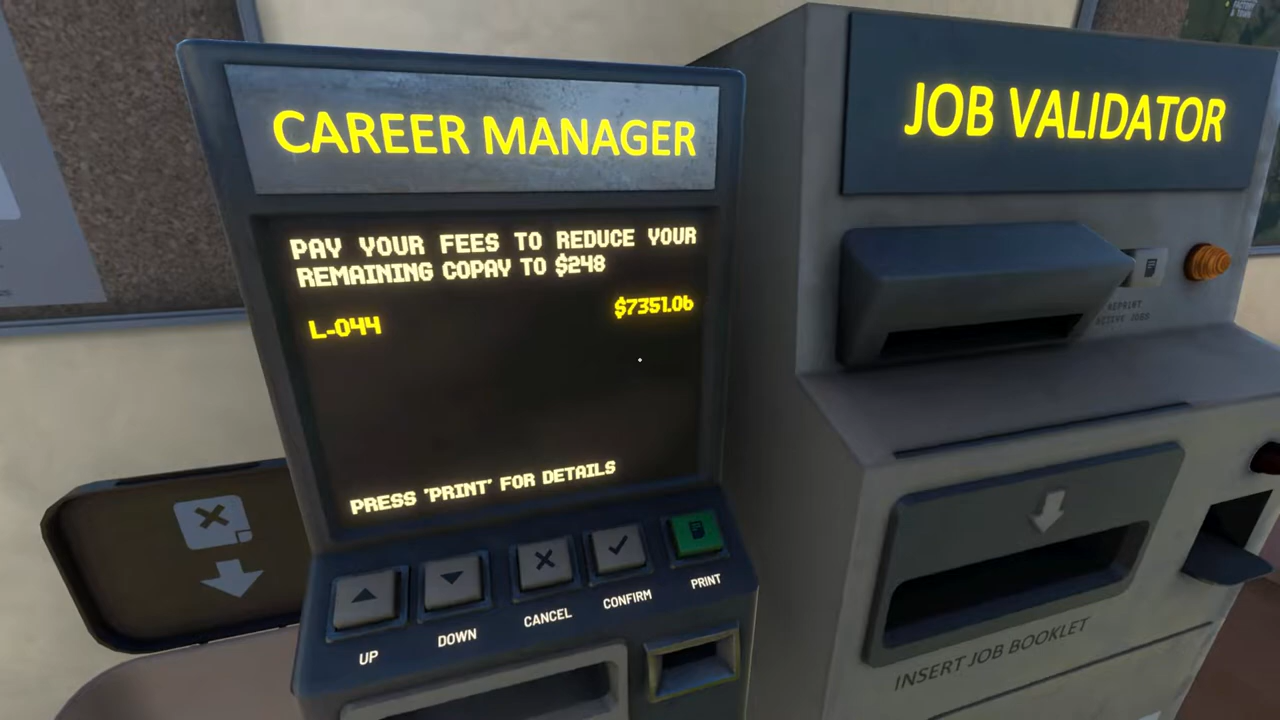 CAREER MANAGER
PAY YOUR FEES TO REDUCE YOUR
REMAINING COPAY TO $248
L-044 $7351.06
PRESS 'PRINT' FOR DETAILS
UP
DOWN
CANCEL
CONFIRM
PRINT
JOB VALIDATOR
REPRINT
ACTIVE JOBS
INSERT JOB BOOKLET